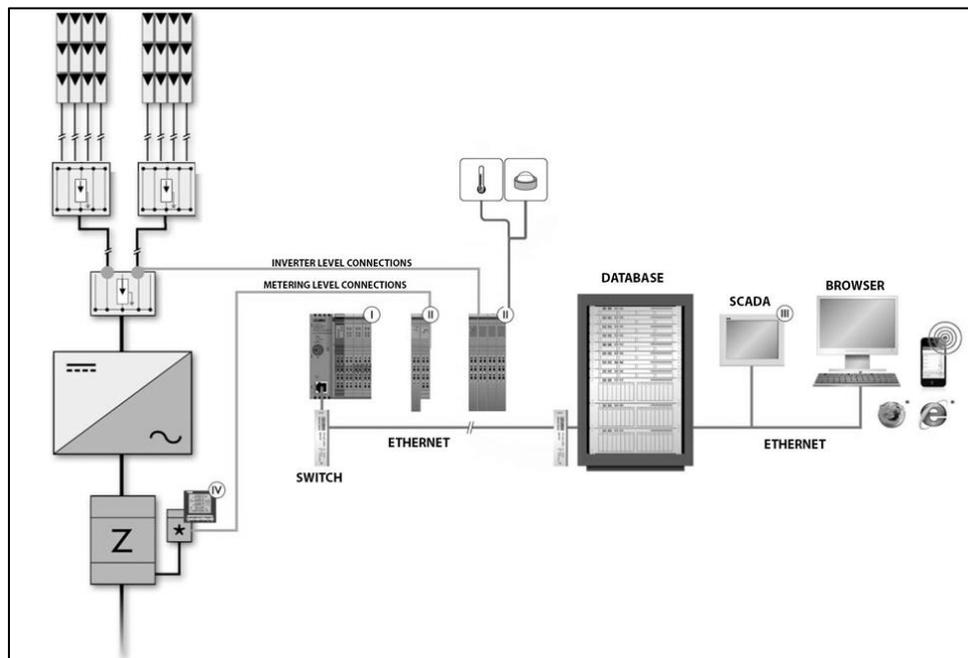 INVERTER LEVEL CONNECTIONS
METERING LEVEL CONNECTIONS
DATABASE
SCADA
BROWSER
I
II
II
III
ETHERNET
ETHERNET
SWITCH
IV
Z
*